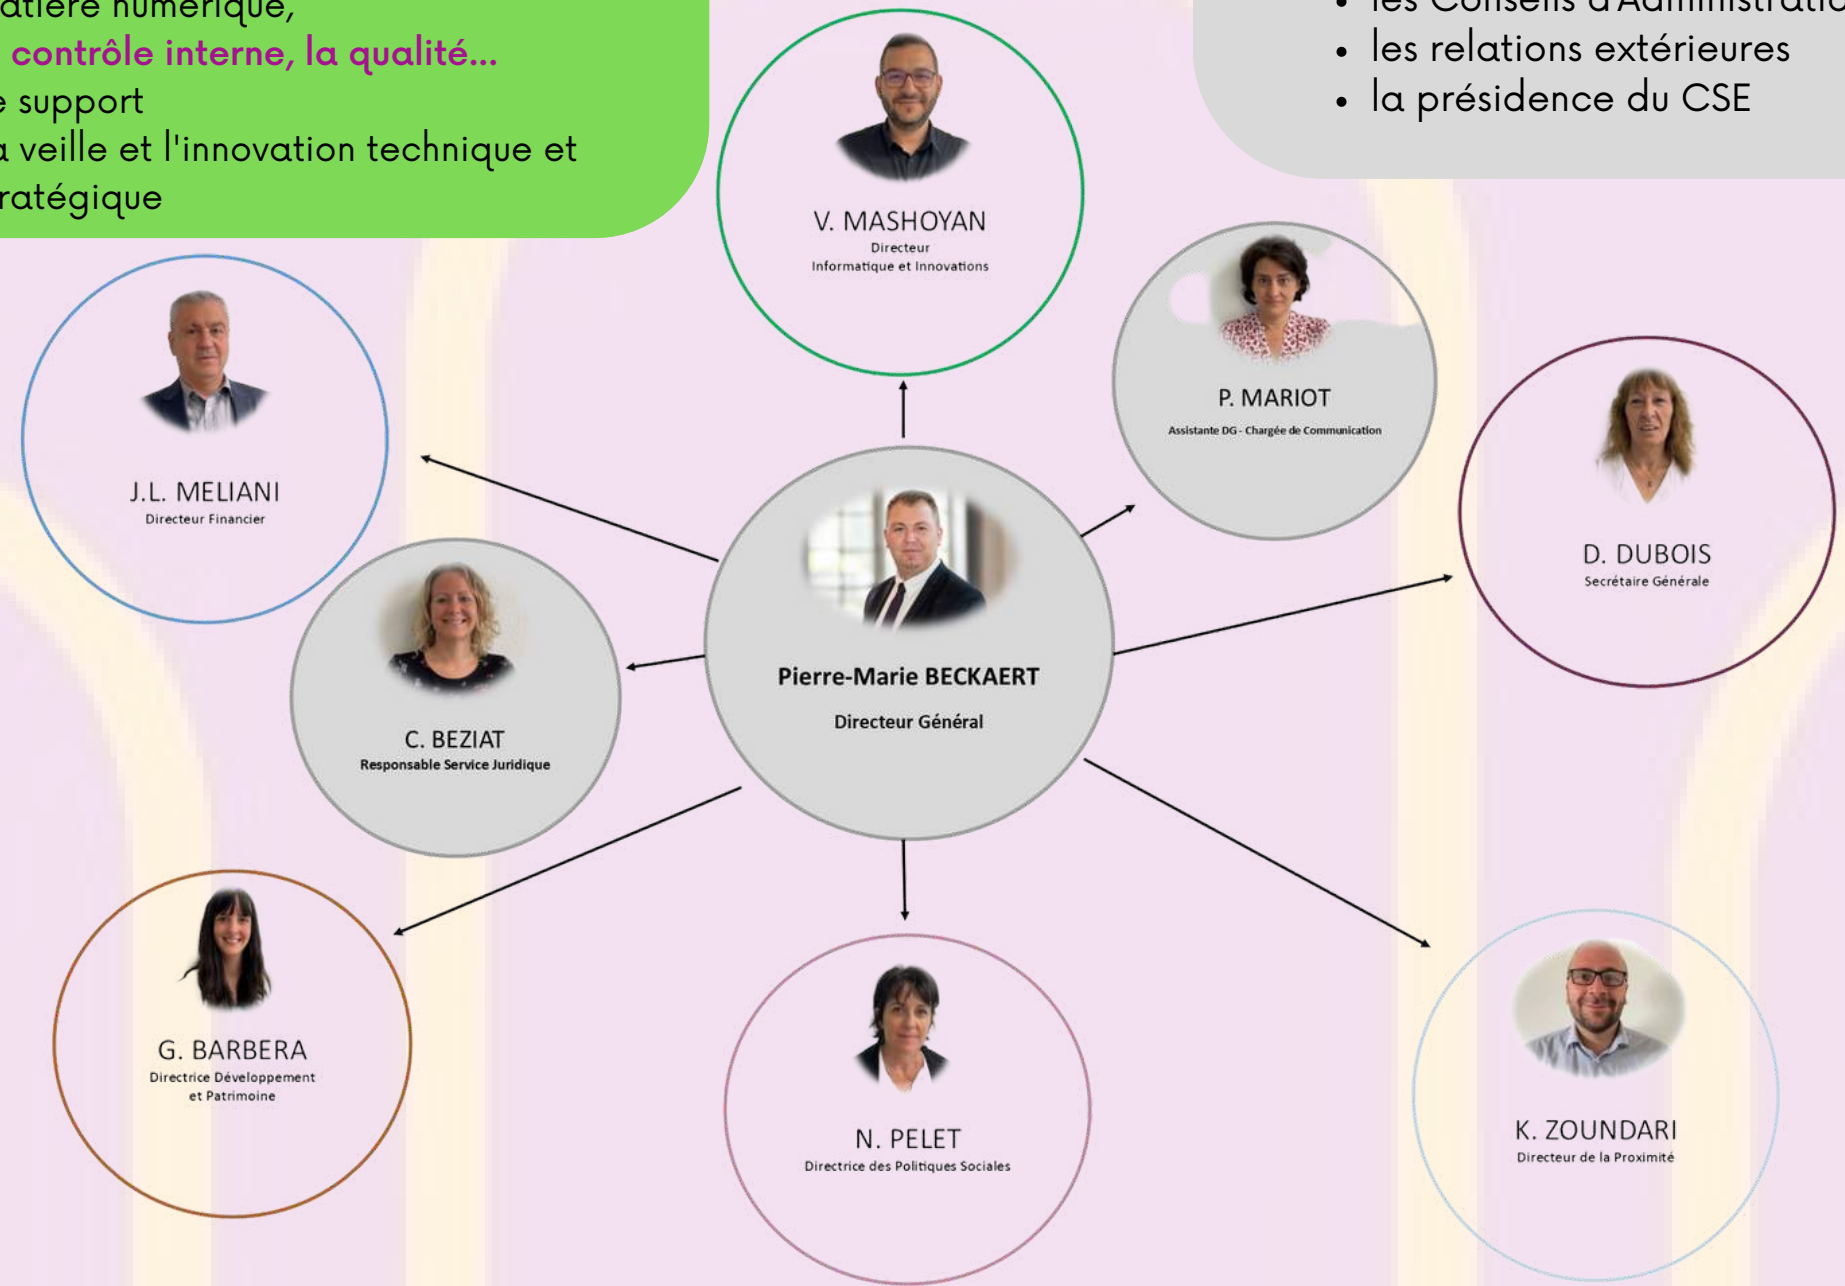 numérique,
contrôle interne, la qualité...
support
veille et l'innovation technique et
les relations extérieures
la présidence du CSE
V. MASHOYAN
Directeur
Informatique et Innovations
P. MARIOT
Assistante DG - Chargée de Communication
J.L. MELIANI
Directeur Financier
D. DUBOIS
Secrétaire Générale
C. BEZIAT
Responsable Service Juridique
Pierre-Marie BECKAERT
Directeur Général
G. BARBERA
Directrice Développement
et Patrimoine
N. PELET
Directrice des Politiques Sociales
K. ZOUNDARI
Directeur de la Proximité